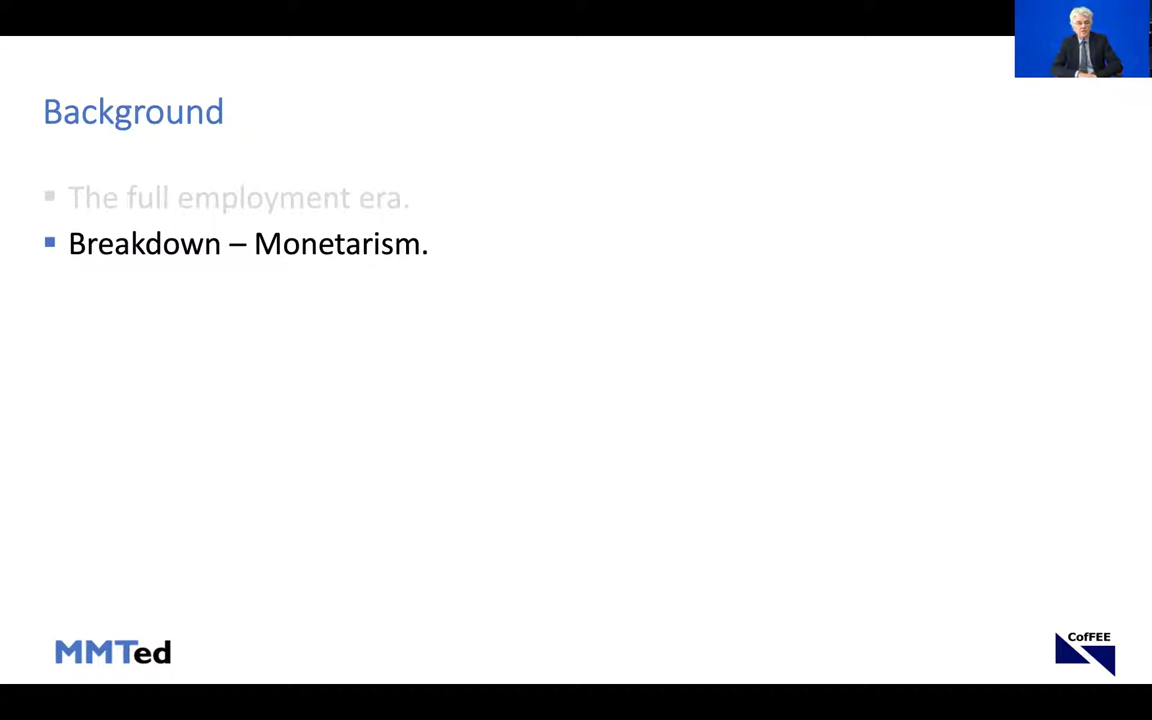 Background
The full employment era.
Breakdown – Monetarism.
MMTed
CofFEE